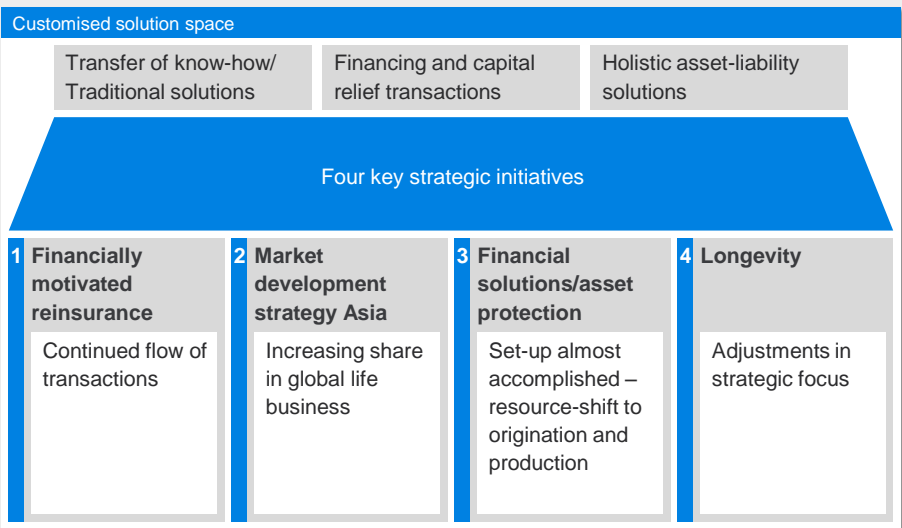 Customised solution space
Transfer of know-how/
Traditional solutions
Financing and capital
relief transactions
Holistic asset-liability
solutions
Four key strategic initiatives
1 Financially
motivated
reinsurance
Continued flow of
transactions
2 Market
development
strategy Asia
Increasing share
in global life
business
3 Financial
solutions/asset
protection
Set-up almost
accomplished –
resource-shift to
origination and
production
4 Longevity
Adjustments in
strategic focus